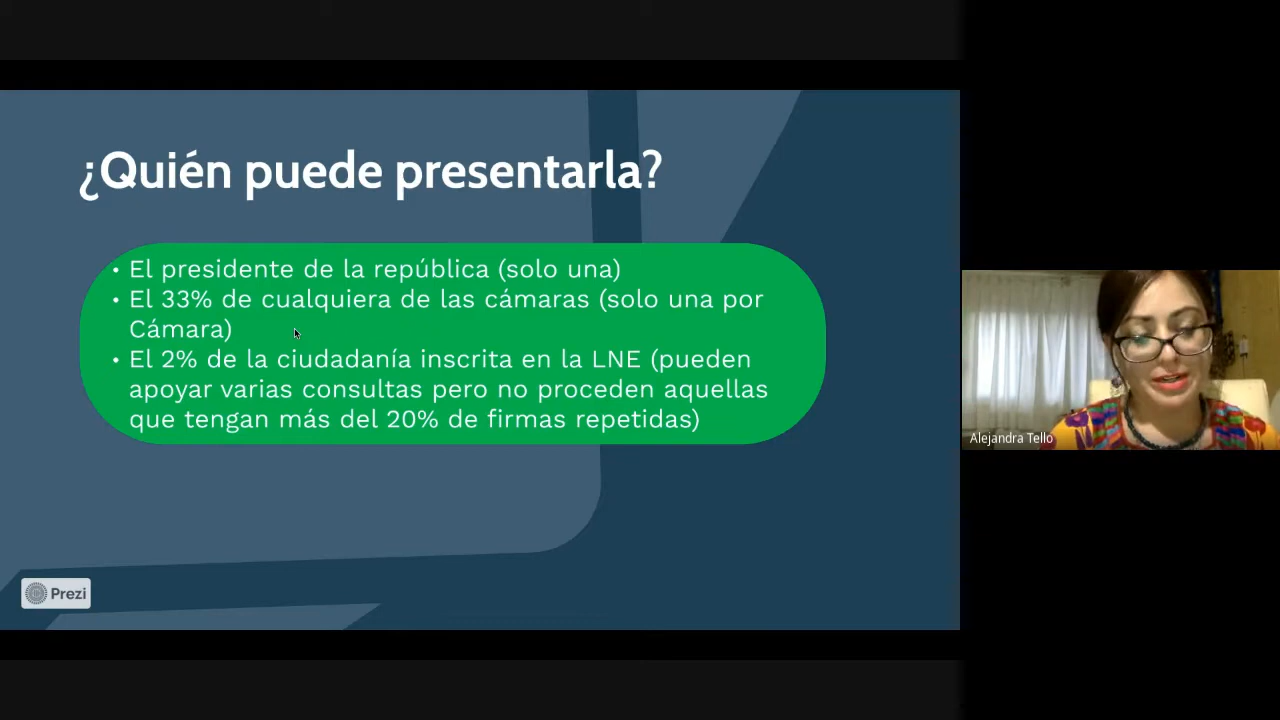 ¿Quién puede presentarla?
• El presidente de la república (solo una)
• El 33% de cualquiera de las cámaras (solo una por
Cámara)
• El 2% de la ciudadanía inscrita en la LNE (pueden
apoyar varias consultas pero no proceden aquellas
que tengan más del 20% de firmas repetidas)
Alejandra Tello
Prezi